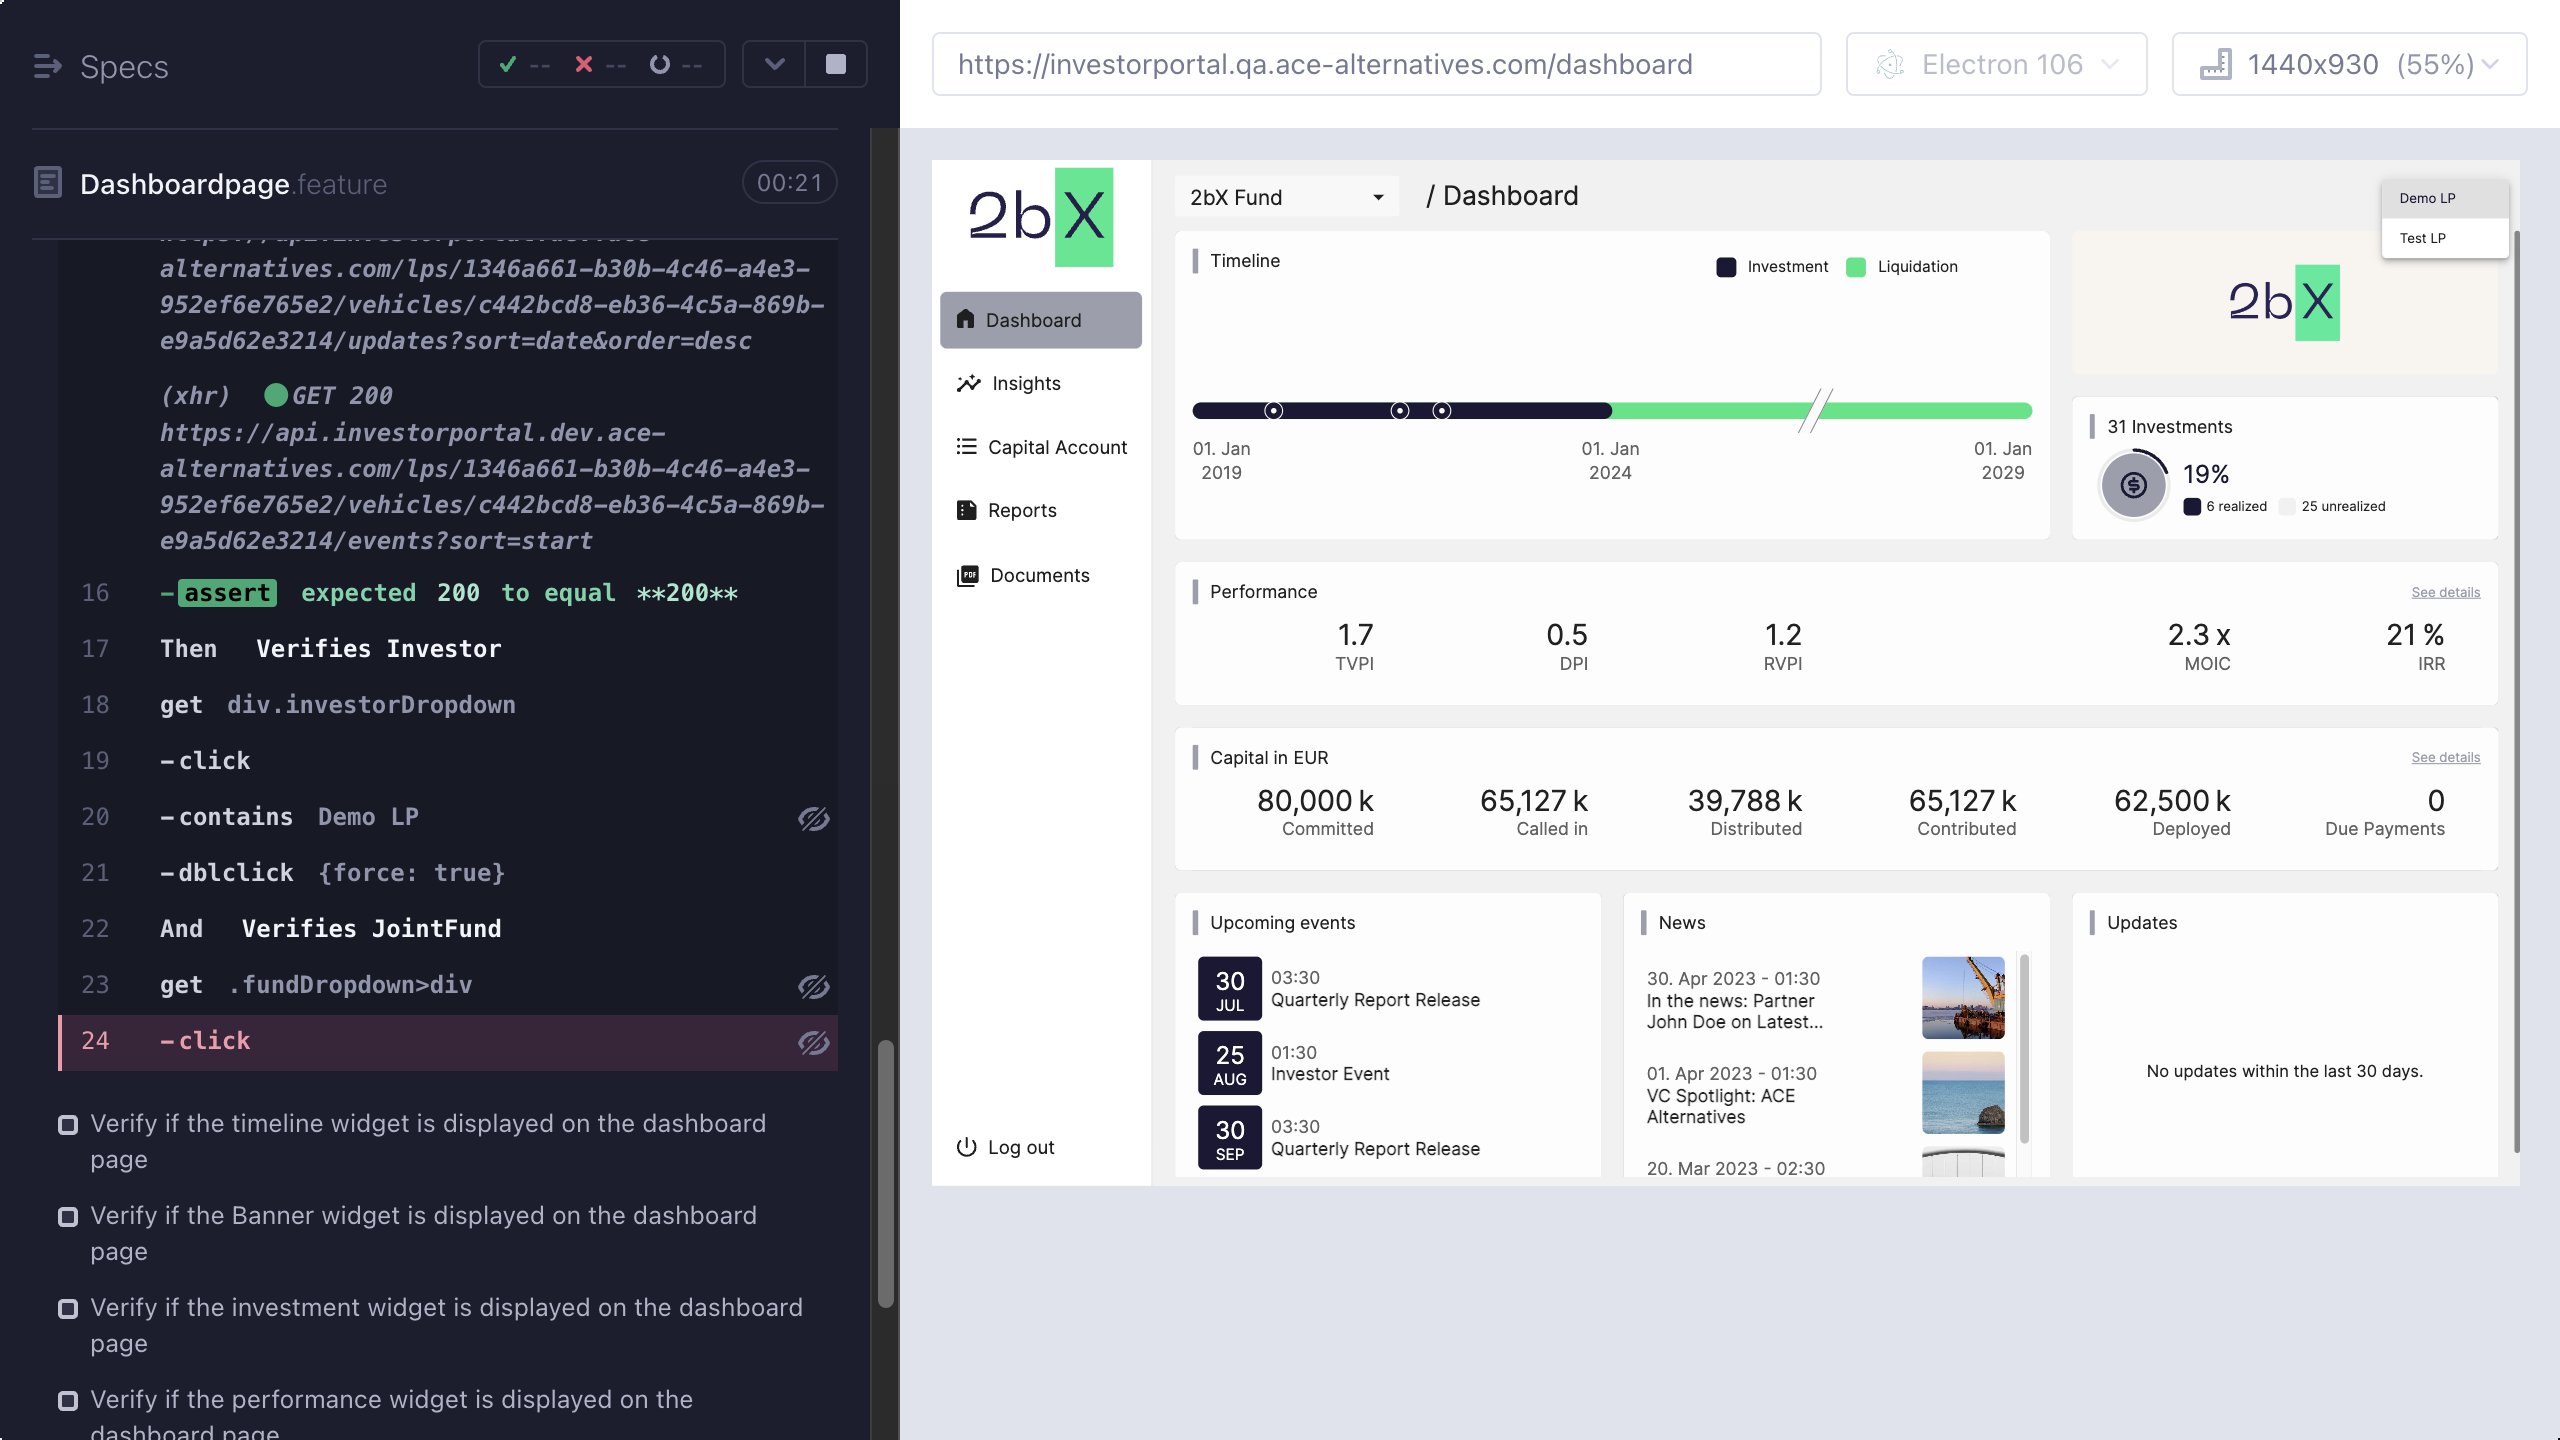 Specs
--
--
--
Dashboardpage.feature
00:21
alternatives.com/lps/1346a661-b30b-4c46-a4e3-
952ef6e765e2/vehicles/c442bcd8-eb36-4c5a-869b-
e9a5d62e3214/updates?sort=date&order=desc
(xhr) GET 200
https://api.investorportal.dev.ace-
alternatives.com/lps/1346a661-b30b-4c46-a4e3-
952ef6e765e2/vehicles/c442bcd8-eb36-4c5a-869b-
e9a5d62e3214/events?sort=start
16 -assert expected 200 to equal **200**
17 Then Verifies Investor
18 get div.investorDropdown
19 -click
20 -contains Demo LP
21 -dblclick {force: true}
22 And Verifies JointFund
23 get .fundDropdown>div
24 -click
Verify if the timeline widget is displayed on the dashboard
page
Verify if the Banner widget is displayed on the dashboard
page
Verify if the investment widget is displayed on the dashboard
page
Verify if the performance widget is displayed on the
dashboard page
https://investorportal.qa.ace-alternatives.com/dashboard
Electron 106
1440x930 (55%)
2bX
Dashboard
Insights
Capital Account
Reports
PDF
Documents
Log out
2bX Fund
/ Dashboard
Demo LP
Test LP
Timeline
Investment
Liquidation
01. Jan
2019
01. Jan
2024
01. Jan
2029
2bX
31 Investments
19%
6 realized
25 unrealized
Performance
See details
1.7
TVPI
0.5
DPI
1.2
RVPI
2.3 x
MOIC
21 %
IRR
Capital in EUR
See details
80,000 k
Committed
65,127 k
Called in
39,788 k
Distributed
65,127 k
Contributed
62,500 k
Deployed
0
Due Payments
Upcoming events
30
JUL
03:30
Quarterly Report Release
25
AUG
01:30
Investor Event
30
SEP
03:30
Quarterly Report Release
News
30. Apr 2023 - 01:30
In the news: Partner
John Doe on Latest...
01. Apr 2023 - 01:30
VC Spotlight: ACE
Alternatives
20. Mar 2023 - 02:30
Updates
No updates within the last 30 days.